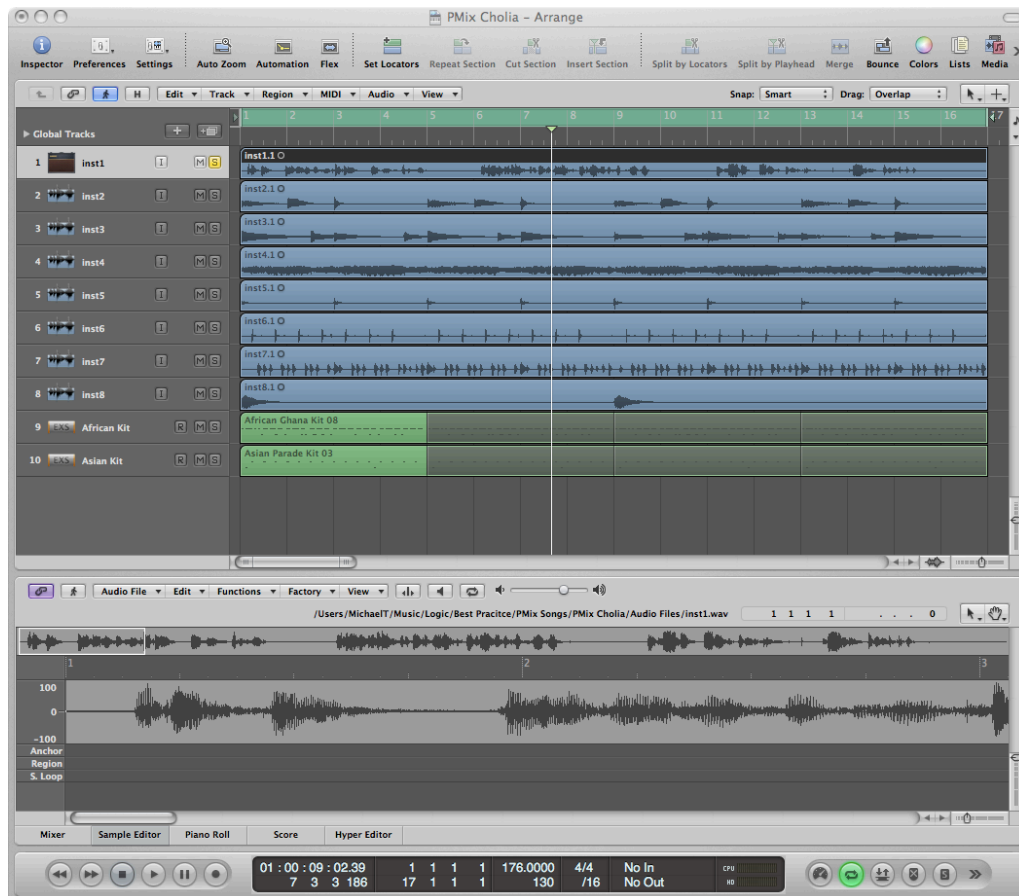 PMix Cholia - Arrange
Inspector Preferences Settings Auto Zoom Automation Flex Set Locators Repeat Section Cut Section Insert Section Split by Locators Split by Playhead Merge Bounce Colors Lists Media
H Edit Track Region MIDI Audio View Snap: Smart Drag: Overlap
Global Tracks 1 2 3 4 5 6 7 8 9 10 11 12 13 14 15 16 17
1 inst1 I M S inst1.1
2 inst2 I M S inst2.1
3 inst3 I M S inst3.1
4 inst4 I M S inst4.1
5 inst5 I M S inst5.1
6 inst6 I M S inst6.1
7 inst7 I M S inst7.1
8 inst8 I M S inst8.1
9 EXS African Kit R M S African Ghana Kit 08
10 EXS Asian Kit R M S Asian Parade Kit 03
Audio File Edit Functions Factory View
/Users/MichaelT/Music/Logic/Best Pracitce/PMix Songs/PMix Cholia/Audio Files/inst1.wav 1 1 1 1 . . . 0
1 2 3
100
0
-100
Anchor
Region
S. Loop
Mixer Sample Editor Piano Roll Score Hyper Editor
01 : 00 : 09 : 02.39 1 1 1 1 176.0000 4/4 No In CPU
7 3 3 186 17 1 1 1 130 /16 No Out HD